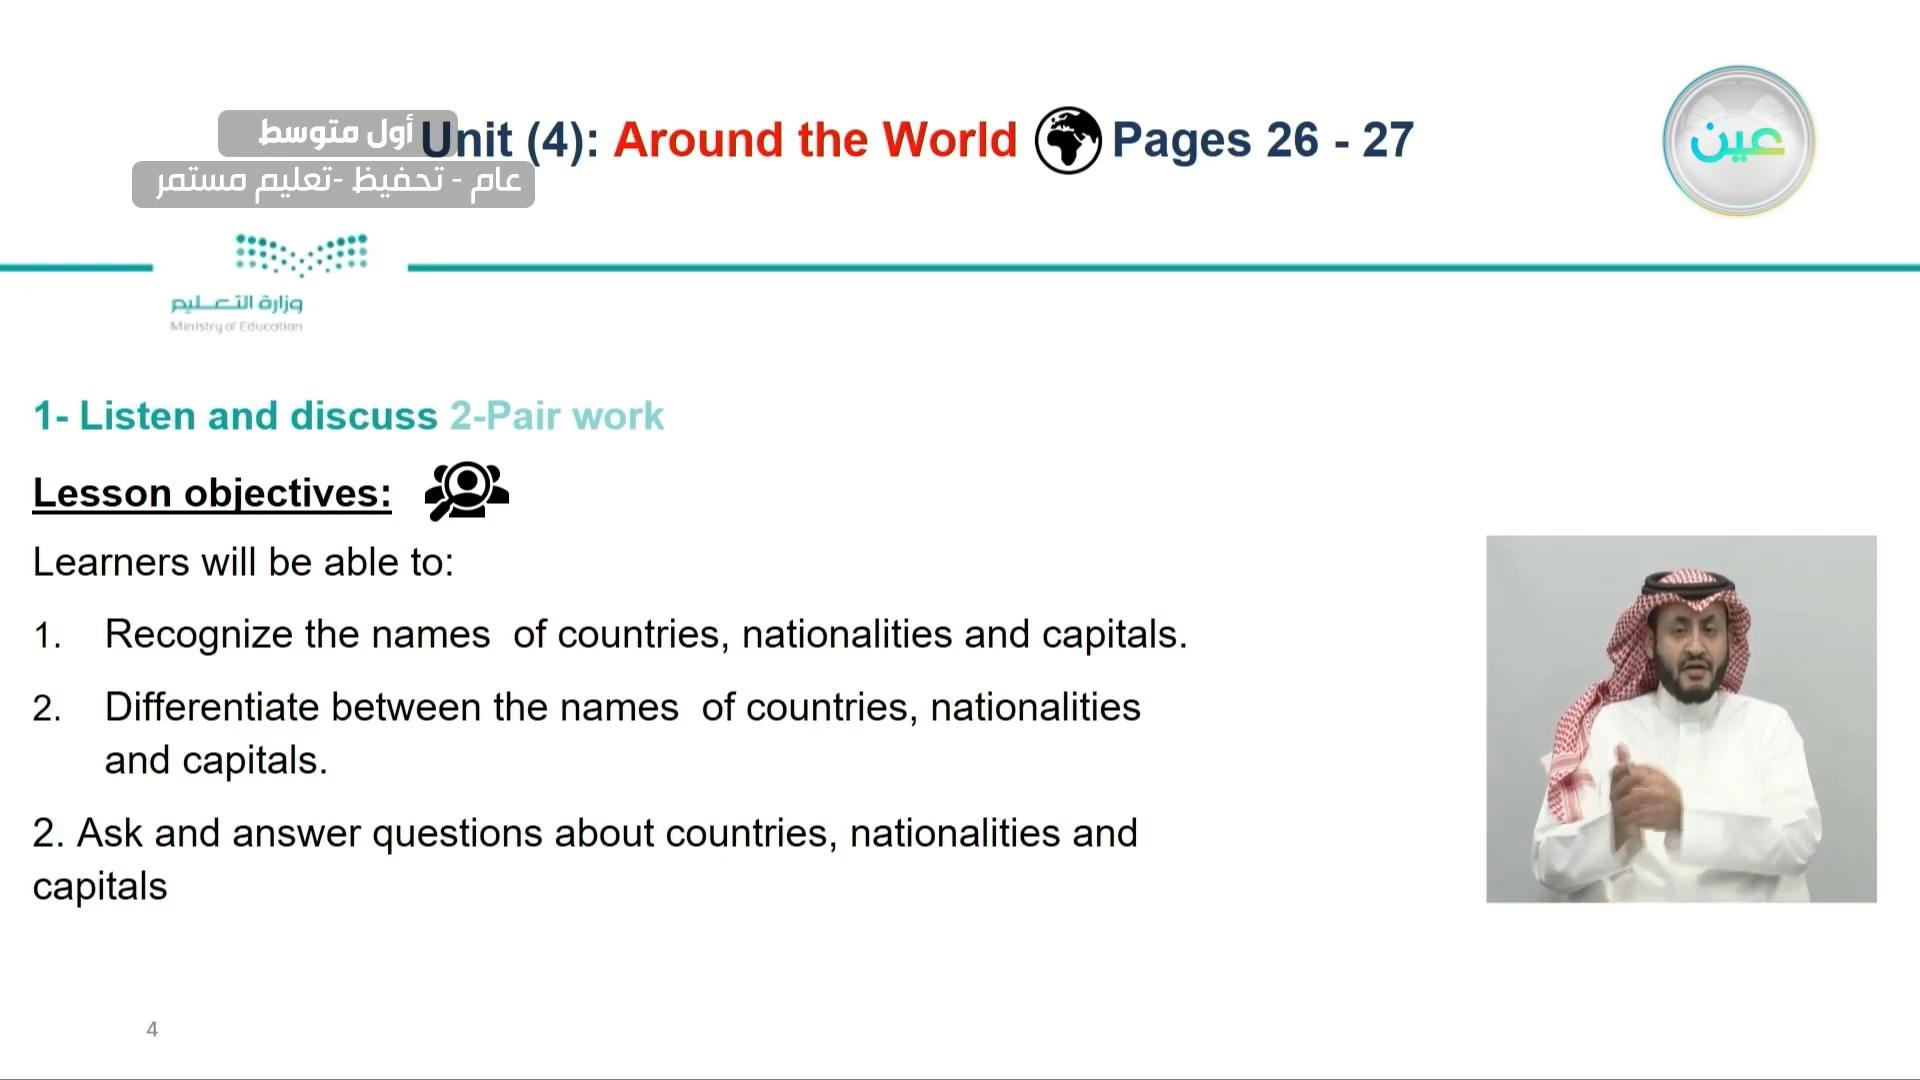 أول متوسط
عام - تحفيظ -تعليم مستمر
Unit (4): Around the World Pages 26 - 27
عين
وزارة التعـليم
Ministry of Education
1- Listen and discuss 2-Pair work
Lesson objectives:
Learners will be able to:
1. Recognize the names of countries, nationalities and capitals.
2. Differentiate between the names of countries, nationalities
and capitals.
2. Ask and answer questions about countries, nationalities and
capitals
4